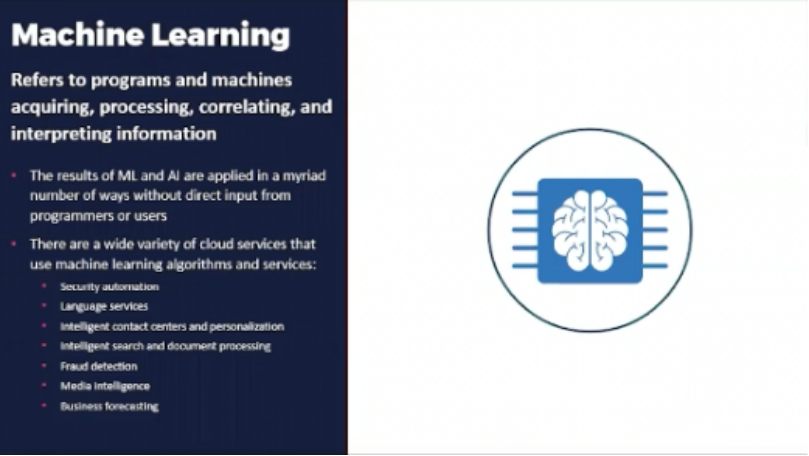 Machine Learning
Refers to programs and machines
acquiring, processing, correlating, and
interpreting information
The results of ML and AI are applied in a myriad
number of ways without direct input from
programmers or users
There are a wide variety of cloud services that
use machine learning algorithms and services:
Security automation
Language services
Intelligent contact centers and personalization
Intelligent search and document processing
Fraud detection
Media intelligence
Business forecasting